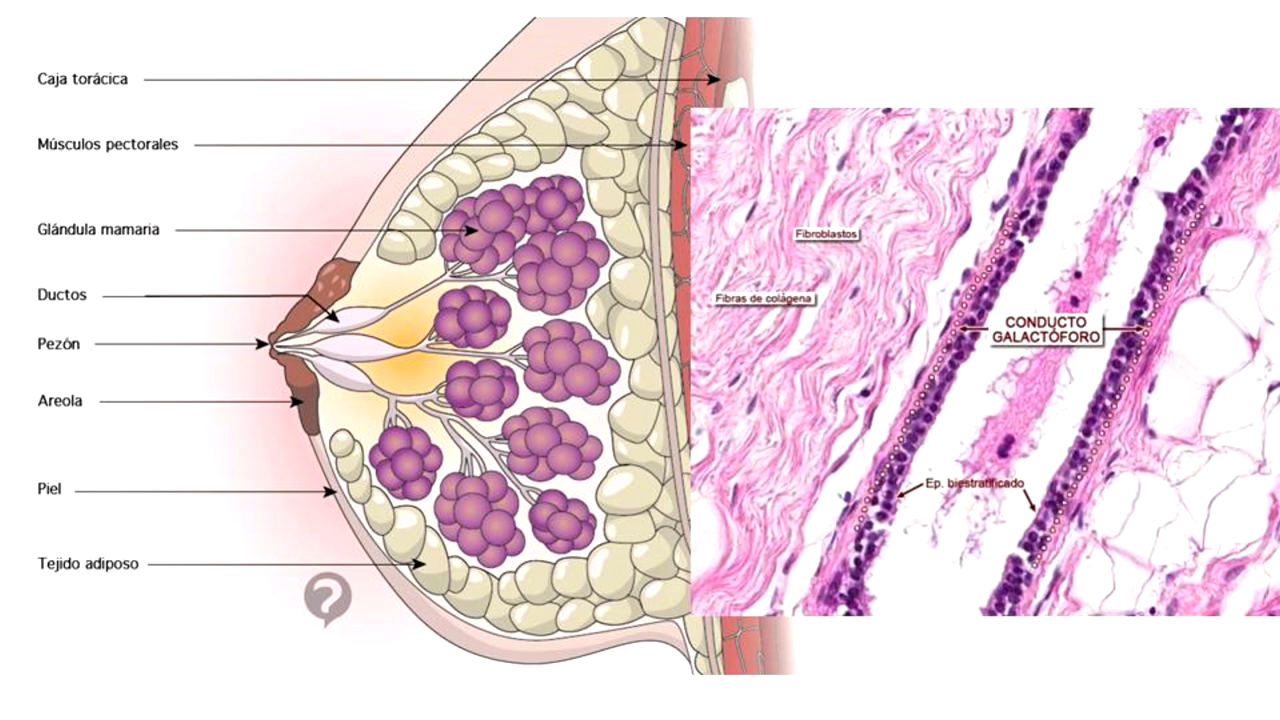 Caja torácica
Músculos pectorales
Glándula mamaria
Ductos
Pezón
Areola
Piel
Tejido adiposo
?
Fibroblastos
Fibras de colágena
CONDUCTO
GALACTÓFORO
Ep. biestratificado